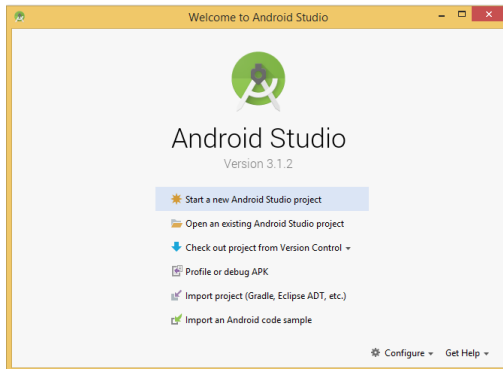 Welcome to Android Studio
Android Studio
Version 3.1.2
Start a new Android Studio project
Open an existing Android Studio project
Check out project from Version Control
Profile or debug APK
Import project (Gradle, Eclipse ADT, etc.)
Import an Android code sample
Configure Get Help